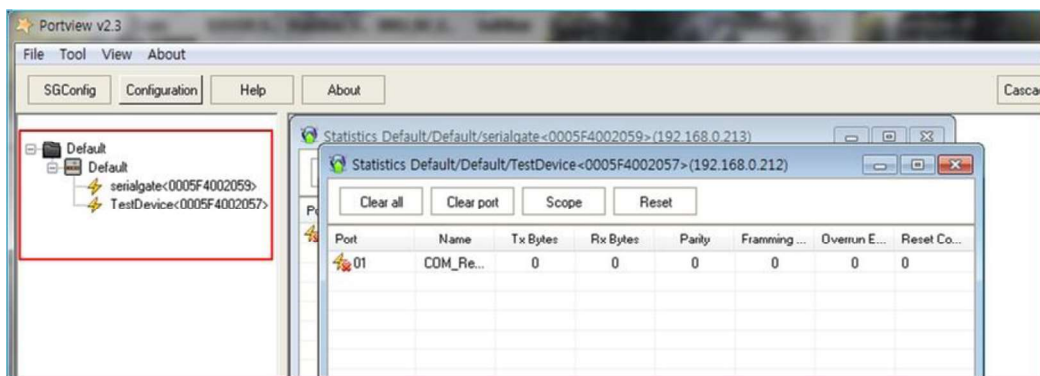 Portview v2.3
File Tool View About
SGConfig Configuration Help About Casca
Default
Default
serialgate<0005F4002059>
TestDevice<0005F4002057>
Statistics Default/Default/serialgate<0005F4002059>(192.168.0.213)
Statistics Default/Default/TestDevice<0005F4002057>(192.168.0.212)
Clear all Clear port Scope Reset
Po
Port Name Tx Bytes Rx Bytes Parity Framming ... Overrun E... Reset Co...
01 COM_Re... 0 0 0 0 0 0